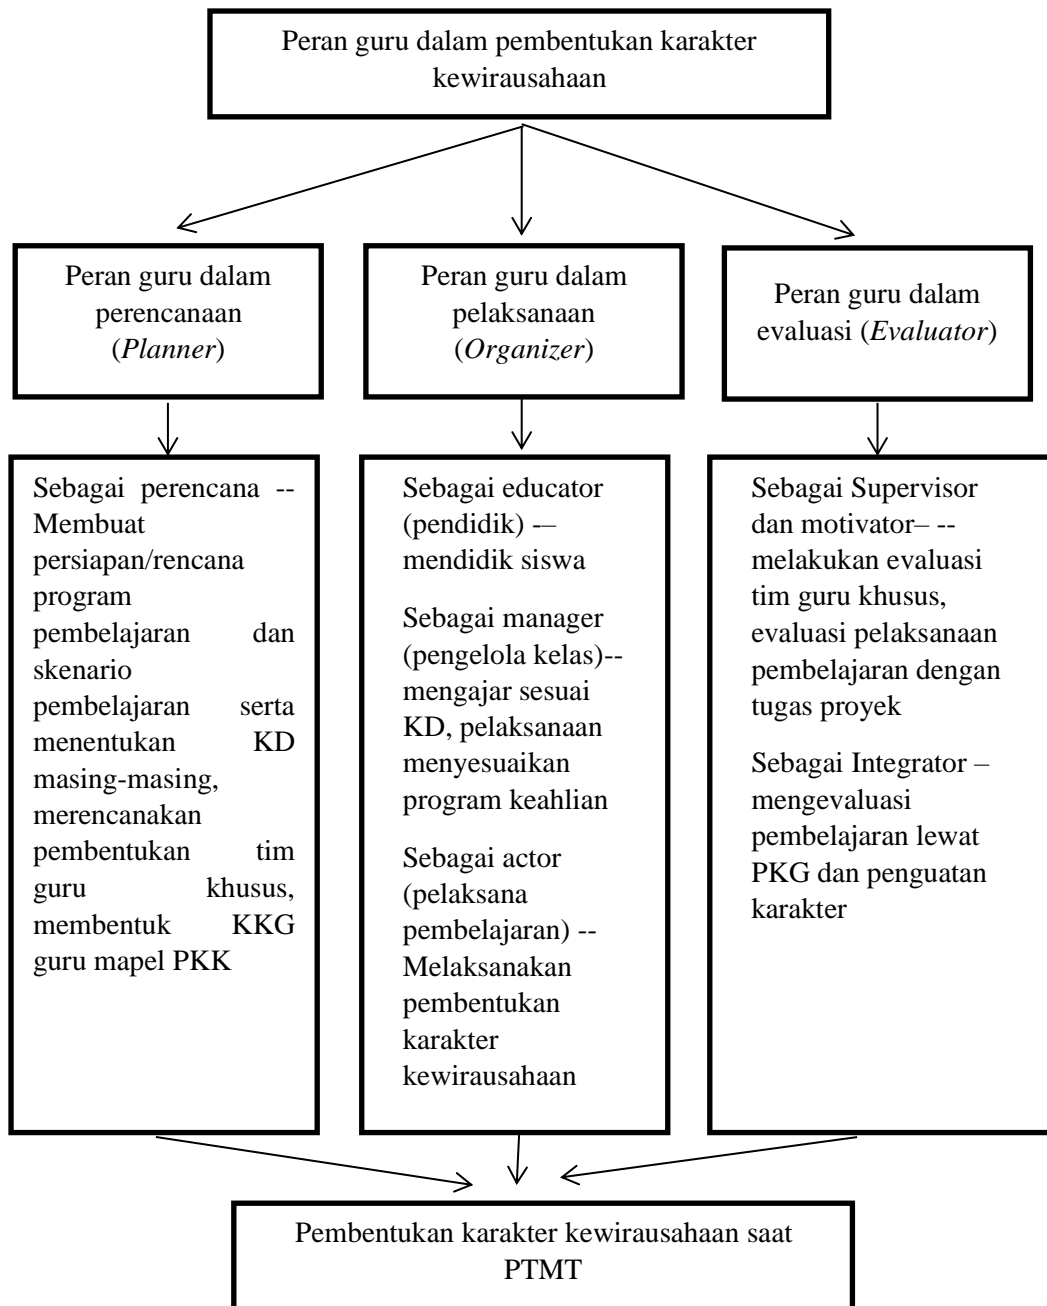 Peran guru dalam pembentukan karakter
kewirausahaan
Peran guru dalam
perencanaan
(Planner)
Peran guru dalam
pelaksanaan
(Organizer)
Peran guru dalam
evaluasi (Evaluator)
Sebagai perencana --
Membuat
persiapan/rencana
program
pembelajaran dan
skenario
pembelajaran serta
menentukan KD
masing-masing,
merencanakan
pembentukan tim
guru khusus,
membentuk KKG
guru mapel PKK
Sebagai educator
(pendidik) -–
mendidik siswa
Sebagai manager
(pengelola kelas)--
mengajar sesuai
KD, pelaksanaan
menyesuaikan
program keahlian
Sebagai actor
(pelaksana
pembelajaran) --
Melaksanakan
pembentukan
karakter
kewirausahaan
Sebagai Supervisor
dan motivator– --
melakukan evaluasi
tim guru khusus,
evaluasi pelaksanaan
pembelajaran dengan
tugas proyek
Sebagai Integrator –
mengevaluasi
pembelajaran lewat
PKG dan penguatan
karakter
Pembentukan karakter kewirausahaan saat
PTMT